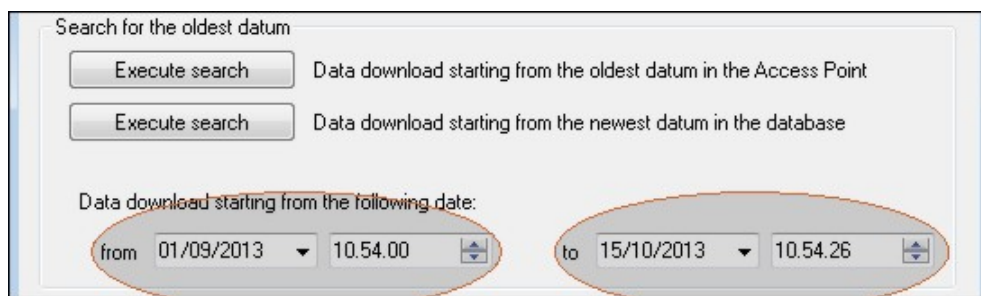 Search for the oldest datum
Execute search Data download starting from the oldest datum in the Access Point
Execute search Data download starting from the newest datum in the database
Data download starting from the following date:
from 01/09/2013 10.54.00 to 15/10/2013 10.54.26